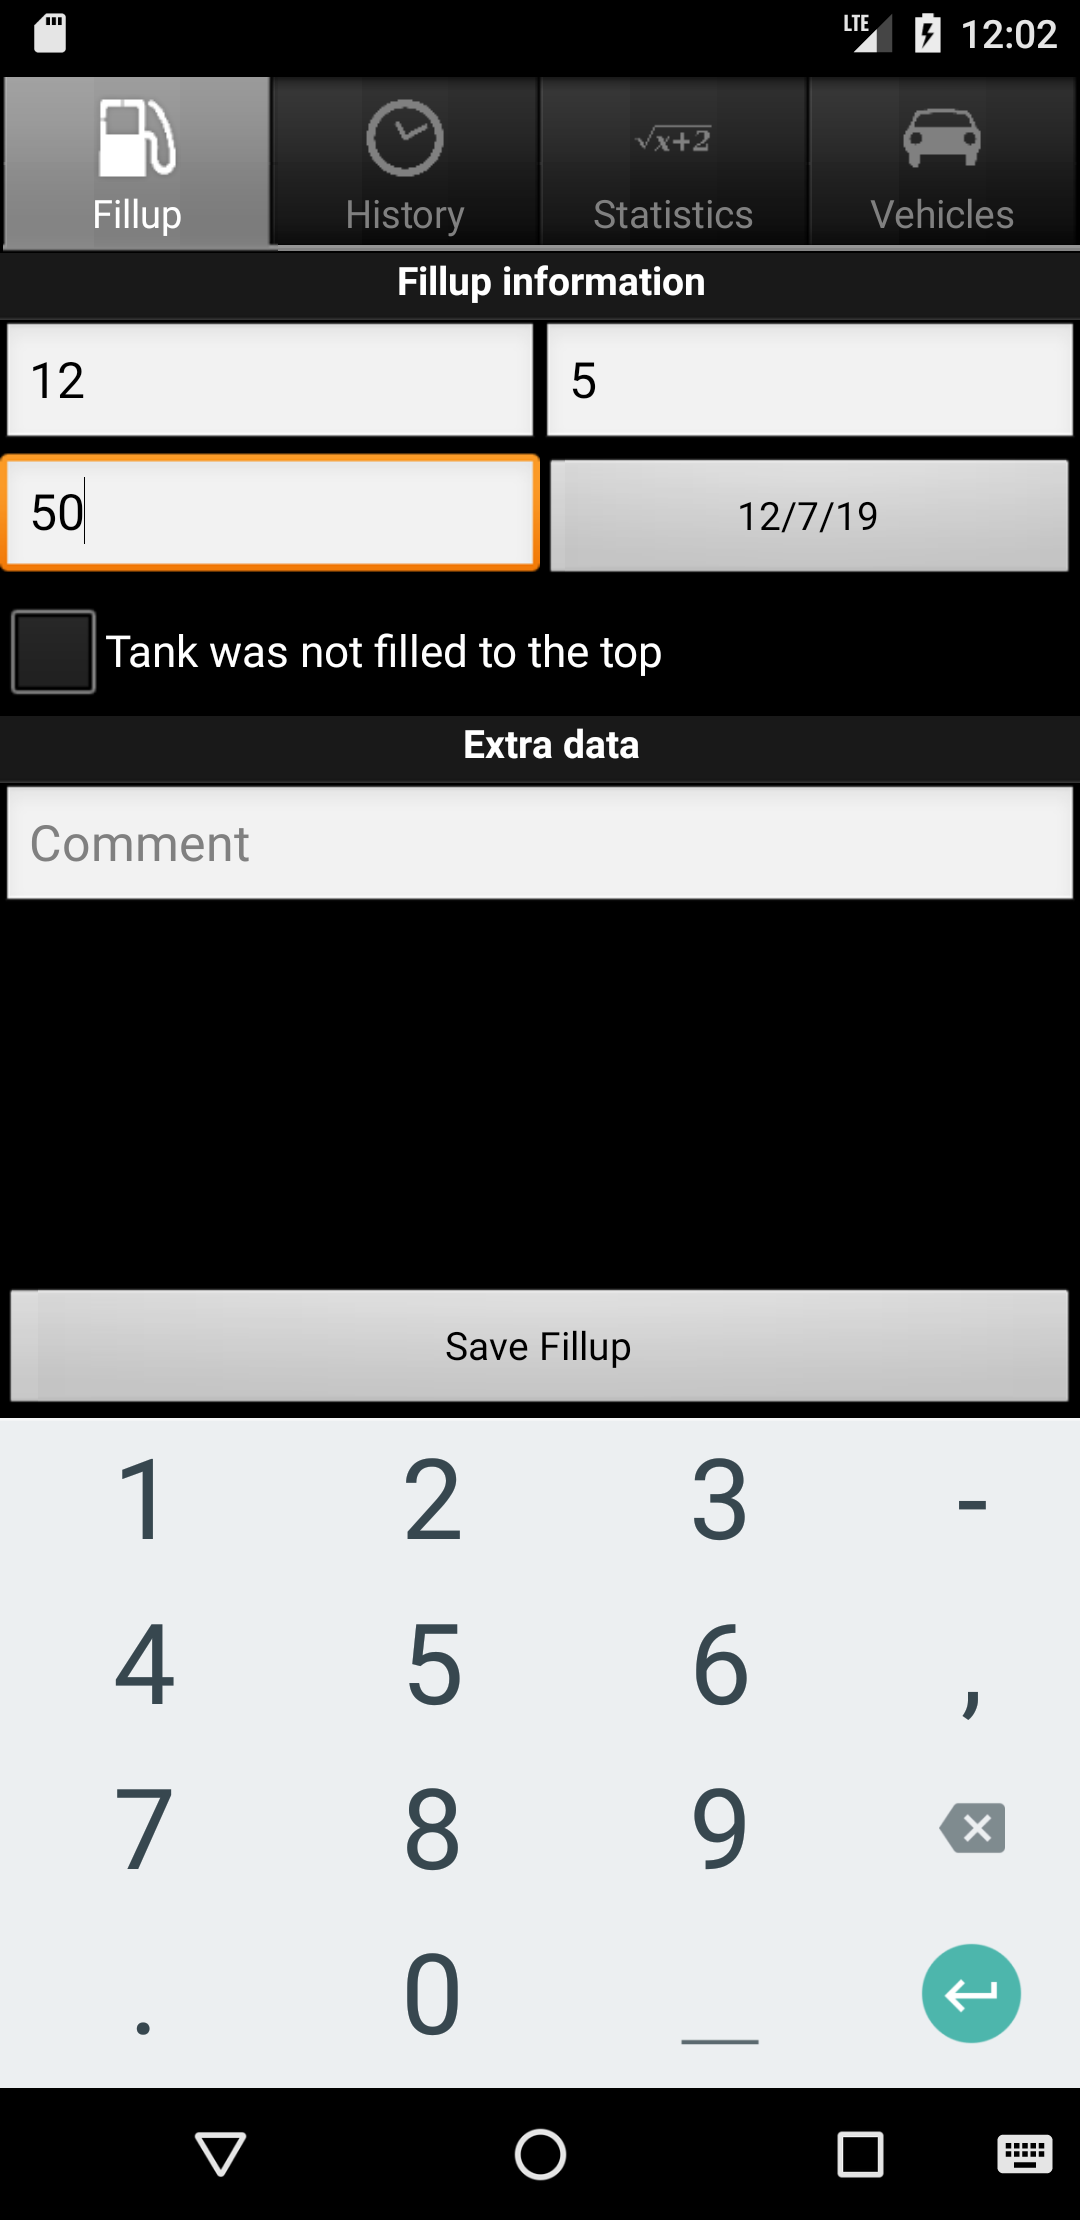 LTE 12:02
√x+2
Fillup History Statistics Vehicles
Fillup information
12 5
50 12/7/19
Tank was not filled to the top
Extra data
Comment
Save Fillup
1 2 3 -
4 5 6 ,
7 8 9
. 0 _